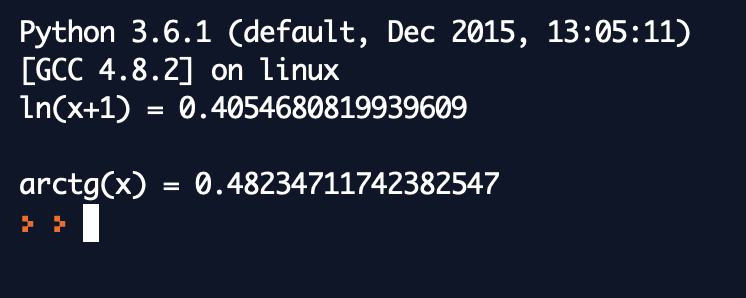 Python 3.6.1 (default, Dec 2015, 13:05:11)
[GCC 4.8.2] on linux
ln(x+1) = 0.4054680819939609
arctg(x) = 0.48234711742382547
> >